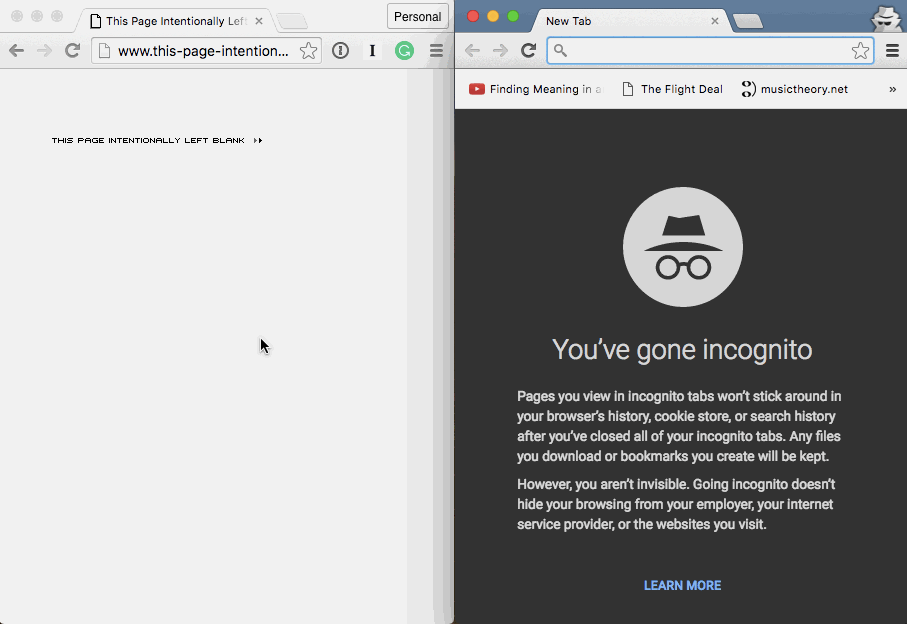 This Page Intentionally Left
Personal
www.this-page-intention...
THIS PAGE INTENTIONALLY LEFT BLANK
New Tab
Finding Meaning in a
The Flight Deal
musictheory.net
»
You’ve gone incognito
Pages you view in incognito tabs won’t stick around in
your browser’s history, cookie store, or search history
after you’ve closed all of your incognito tabs. Any files
you download or bookmarks you create will be kept.
However, you aren’t invisible. Going incognito doesn’t
hide your browsing from your employer, your internet
service provider, or the websites you visit.
LEARN MORE